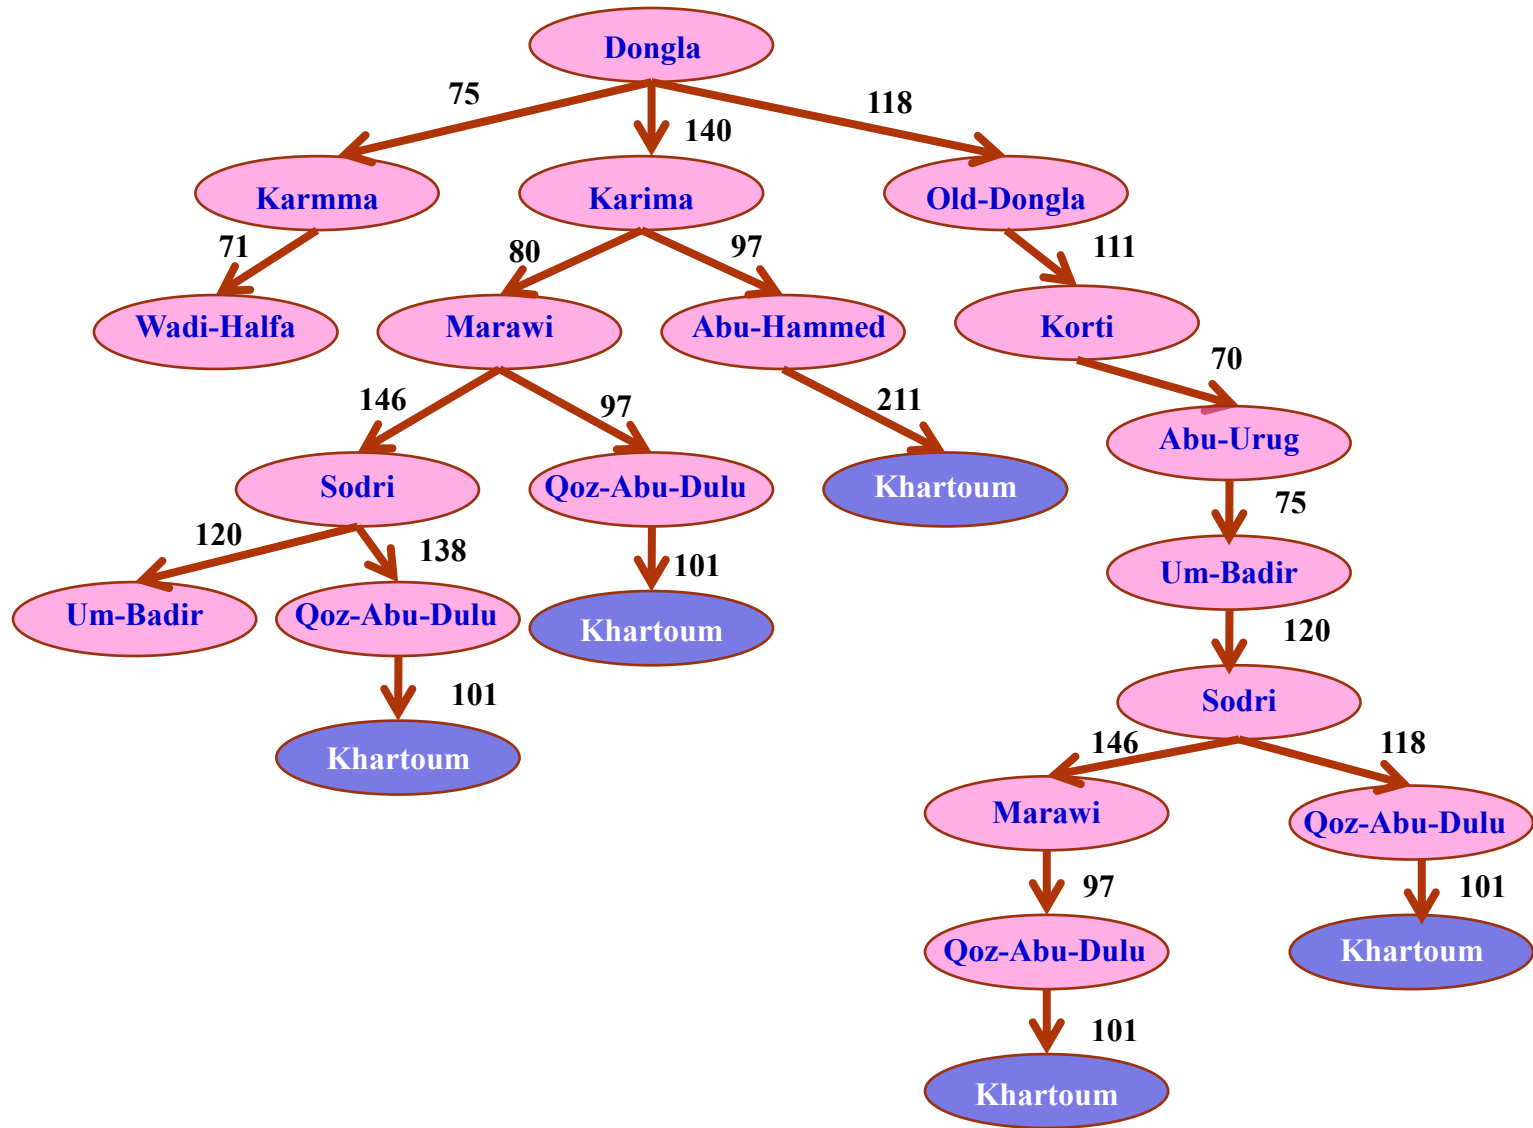 Dongla
75
140
118
Karmma
Karima
Old-Dongla
71
80
97
111
Wadi-Halfa
Marawi
Abu-Hammed
Korti
70
146
97
211
Abu-Urug
Sodri
Qoz-Abu-Dulu
Khartoum
75
120
138
101
Um-Badir
Um-Badir
Qoz-Abu-Dulu
Khartoum
120
101
Sodri
Khartoum
146
118
Marawi
Qoz-Abu-Dulu
97
101
Qoz-Abu-Dulu
Khartoum
101
Khartoum